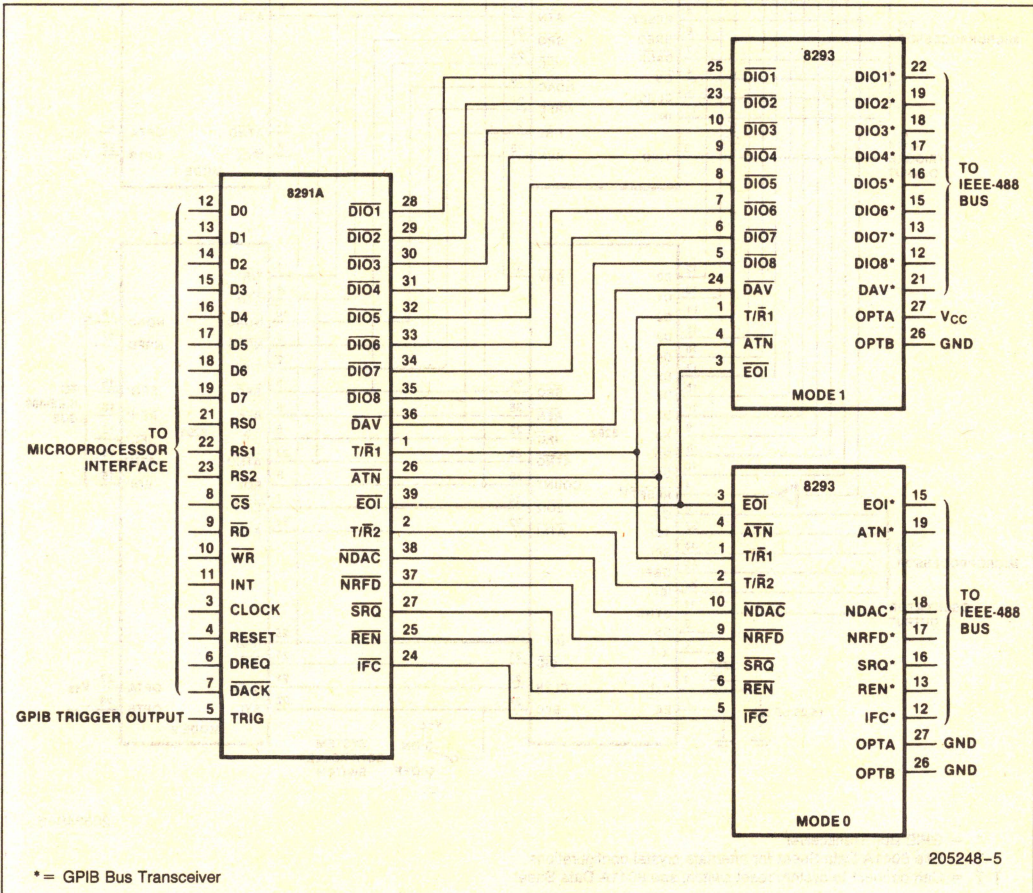 8293
25 DIO1 DIO1* 22
23 DIO2 DIO2* 19
10 DIO3 DIO3* 18
9 DIO4 DIO4* 17
8 DIO5 DIO5* 16
7 DIO6 DIO6* 15
6 DIO7 DIO7* 13
5 DIO8 DIO8* 12
24 DAV DAV* 21
1 T/R̅1 OPTA 27 VCC
4 ATN OPTB 26 GND
3 EOI
MODE 1
TO
IEEE-488
BUS
8291A
12 D0 DIO1 28
13 D1 DIO2 29
14 D2 DIO3 30
15 D3 DIO4 31
16 D4 DIO5 32
17 D5 DIO6 33
18 D6 DIO7 34
19 D7 DIO8 35
21 RS0 DAV 36
22 RS1 T/R̅1 1
23 RS2 ATN 26
8 CS EOI 39
9 RD T/R̅2 2
10 WR NDAC 38
11 INT NRFD 37
3 CLOCK SRQ 27
4 RESET REN 25
6 DREQ IFC 24
7 DACK
GPIB TRIGGER OUTPUT 5 TRIG
TO
MICROPROCESSOR
INTERFACE
8293
3 EOI EOI* 15
4 ATN ATN* 19
1 T/R̅1
2 T/R̅2
10 NDAC NDAC* 18
9 NRFD NRFD* 17
8 SRQ SRQ* 16
6 REN REN* 13
5 IFC IFC* 12
OPTA 27 GND
OPTB 26 GND
MODE 0
TO
IEEE-488
BUS
205248-5
* = GPIB Bus Transceiver